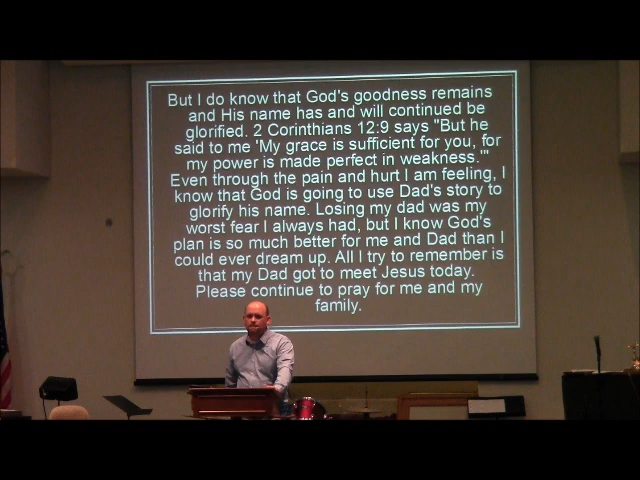 But I do know that God's goodness remains
and His name has and will continued be
glorified. 2 Corinthians 12:9 says "But he
said to me 'My grace is sufficient for you, for
my power is made perfect in weakness.'"
Even through the pain and hurt I am feeling, I
know that God is going to use Dad's story to
glorify his name. Losing my dad was my
worst fear I always had, but I know God's
plan is so much better for me and Dad than I
could ever dream up. All I try to remember is
that my Dad got to meet Jesus today.
Please continue to pray for me and my
family.